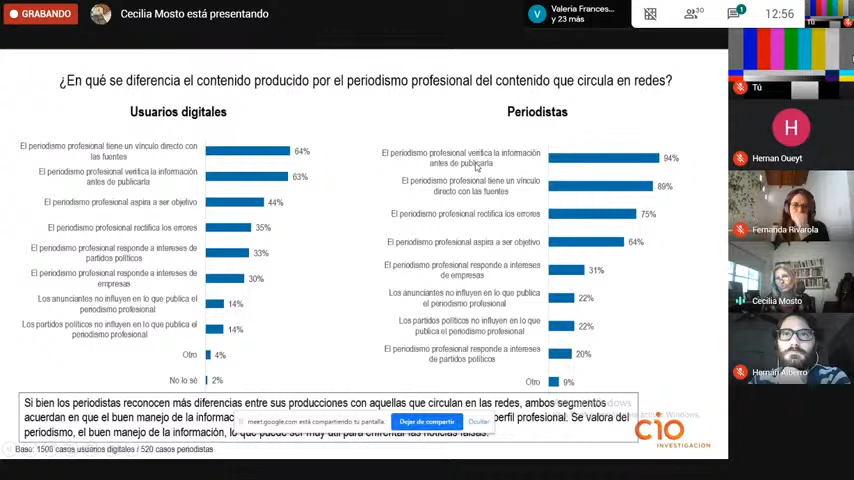 GRABANDO
Cecilia Mosto está presentando
Valeria Frances...
V
y 23 más
30
1
12:56
Tú
¿En qué se diferencia el contenido producido por el periodismo profesional del contenido que circula en redes?
Usuarios digitales
El periodismo profesional tiene un vínculo directo con
las fuentes
64%
El periodismo profesional verifica la información
antes de publicarla
63%
El periodismo profesional aspira a ser objetivo
44%
El periodismo profesional rectifica los errores
35%
El periodismo profesional responde a intereses de
partidos políticos
33%
El periodismo profesional responde a intereses de
empresas
30%
Los anunciantes no influyen en lo que publica el
periodismo profesional
14%
Los partidos políticos no influyen en lo que publica el
periodismo profesional
14%
Otro
4%
No lo sé
2%
Periodistas
El periodismo profesional verifica la información
antes de publicarla
94%
El periodismo profesional tiene un vínculo
directo con las fuentes
89%
El periodismo profesional rectifica los errores
75%
El periodismo profesional aspira a ser objetivo
64%
El periodismo profesional responde a intereses
de empresas
31%
Los anunciantes no influyen en lo que publica
el periodismo profesional
22%
Los partidos políticos no influyen en lo que
publica el periodismo profesional
22%
El periodismo profesional responde a intereses
de partidos políticos
20%
Otro
9%
Si bien los periodistas reconocen más diferencias entre sus producciones con aquellas que circulan en las redes, ambos segmentos
acuerdan en que el buen manejo de la informac perfil profesional. Se valora del
periodismo, el buen manejo de la información, lo que puede ser muy útil para enfrentar las noticias falsas.
meet.google.com está compartiendo tu pantalla.
Dejar de compartir
Ocultar
Base: 1506 casos usuarios digitales / 520 casos periodistas
cio
INVESTIGACIÓN
Tú
H
Hernan Oueyt
Fernanda Rivarola
Cecilia Mosto
Hernán Alberro